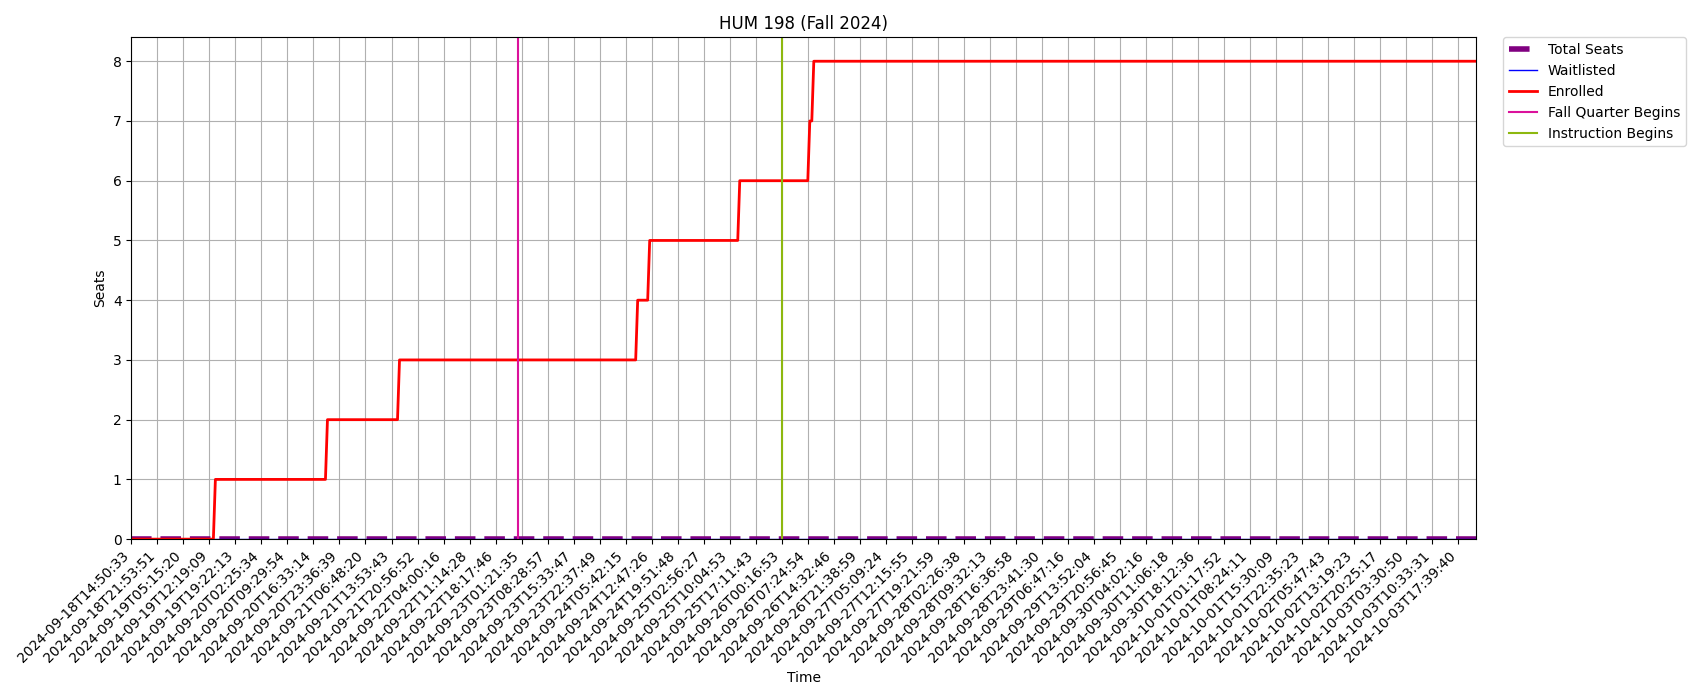 HUM 198 (Fall 2024)
Total Seats
Waitlisted
Enrolled
Fall Quarter Begins
Instruction Begins
Seats
8
7
6
5
4
3
2
1
0
2024-09-18T14:50:33
2024-09-18T21:53:51
2024-09-19T05:15:20
2024-09-19T12:19:09
2024-09-19T19:22:13
2024-09-20T02:25:34
2024-09-20T09:29:54
2024-09-20T16:33:14
2024-09-20T23:36:39
2024-09-21T06:48:20
2024-09-21T13:53:43
2024-09-21T20:56:52
2024-09-22T04:00:16
2024-09-22T11:14:28
2024-09-22T18:17:46
2024-09-23T01:21:35
2024-09-23T08:28:57
2024-09-23T15:33:47
2024-09-23T22:37:49
2024-09-24T05:42:15
2024-09-24T12:47:26
2024-09-24T19:51:48
2024-09-25T02:56:27
2024-09-25T10:04:53
2024-09-25T17:11:43
2024-09-26T00:16:53
2024-09-26T07:24:54
2024-09-26T14:32:46
2024-09-26T21:38:59
2024-09-27T05:09:24
2024-09-27T12:15:55
2024-09-27T19:21:59
2024-09-28T02:26:38
2024-09-28T09:32:13
2024-09-28T16:36:58
2024-09-28T23:41:30
2024-09-29T06:47:16
2024-09-29T13:52:04
2024-09-29T20:56:45
2024-09-30T04:02:16
2024-09-30T11:06:18
2024-09-30T18:12:36
2024-10-01T01:17:52
2024-10-01T08:24:11
2024-10-01T15:30:09
2024-10-01T22:35:23
2024-10-02T05:47:43
2024-10-02T13:19:23
2024-10-02T20:25:17
2024-10-03T03:30:50
2024-10-03T10:33:31
2024-10-03T17:39:40
Time